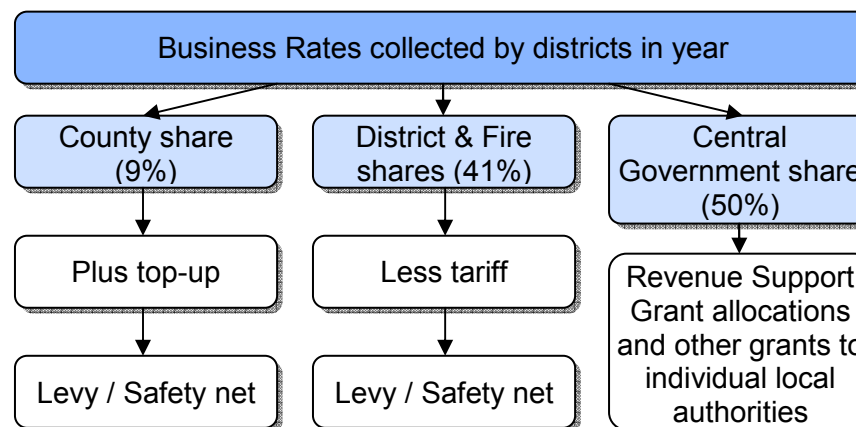 Business Rates collected by districts in year
County share
(9%)
District & Fire
shares (41%)
Central
Government share
(50%)
Plus top-up
Less tariff
Revenue Support
Grant allocations
and other grants to
individual local
authorities
Levy / Safety net
Levy / Safety net